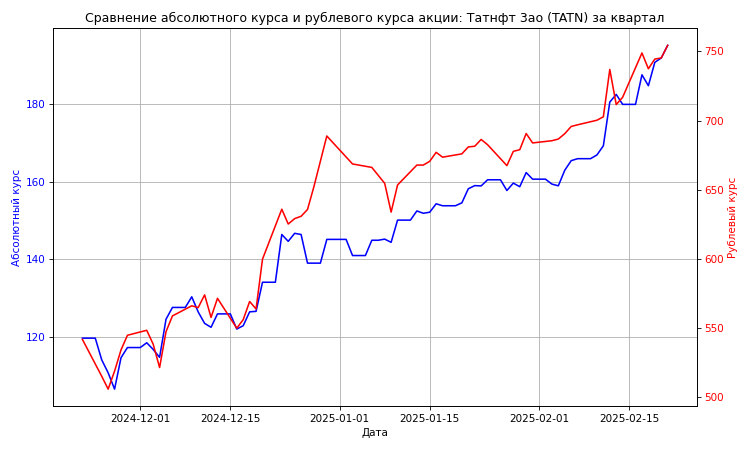 Сравнение абсолютного курса и рублевого курса акции: Татнфт 3ао (TATN) за квартал
750
180
700
160
650
140
600
550
120
500
Абсолютный курс
Рублевый курс
2024-12-01 2024-12-15 2025-01-01 2025-01-15 2025-02-01 2025-02-15
Дата